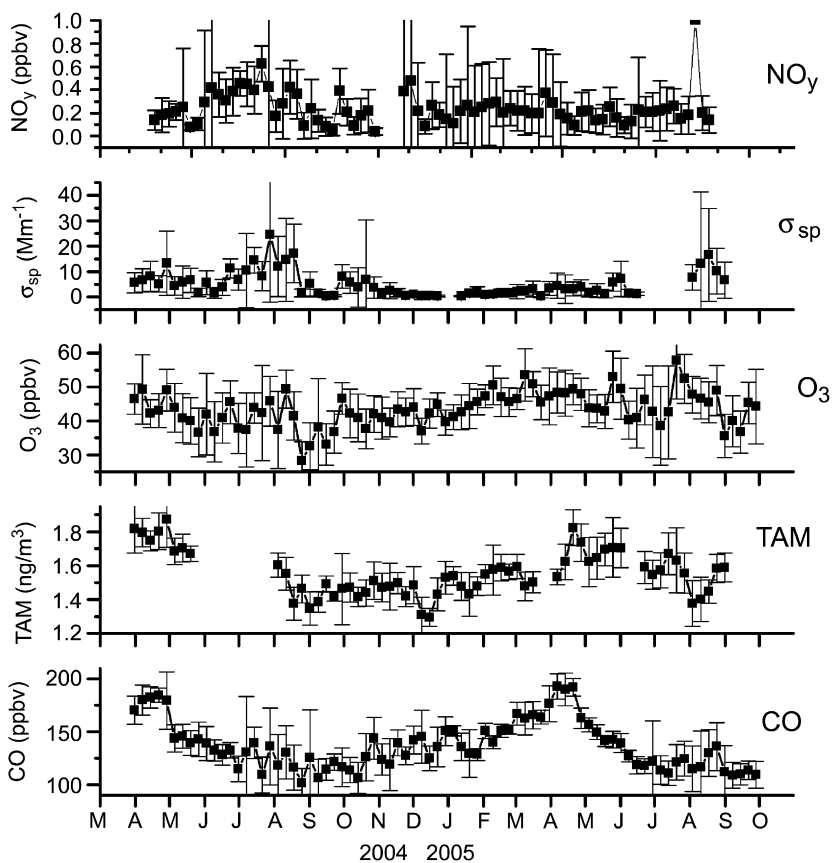 1.0
0.8
0.6
0.4
0.2
0.0
NOy (ppbv)
NOy
40
30
20
10
0
σsp (Mm-1)
σsp
60
50
40
30
O3 (ppbv)
O3
1.8
1.6
1.4
1.2
TAM (ng/m3)
TAM
200
150
100
CO (ppbv)
CO
M A M J J A S O N D J F M A M J J A S O
2004 2005